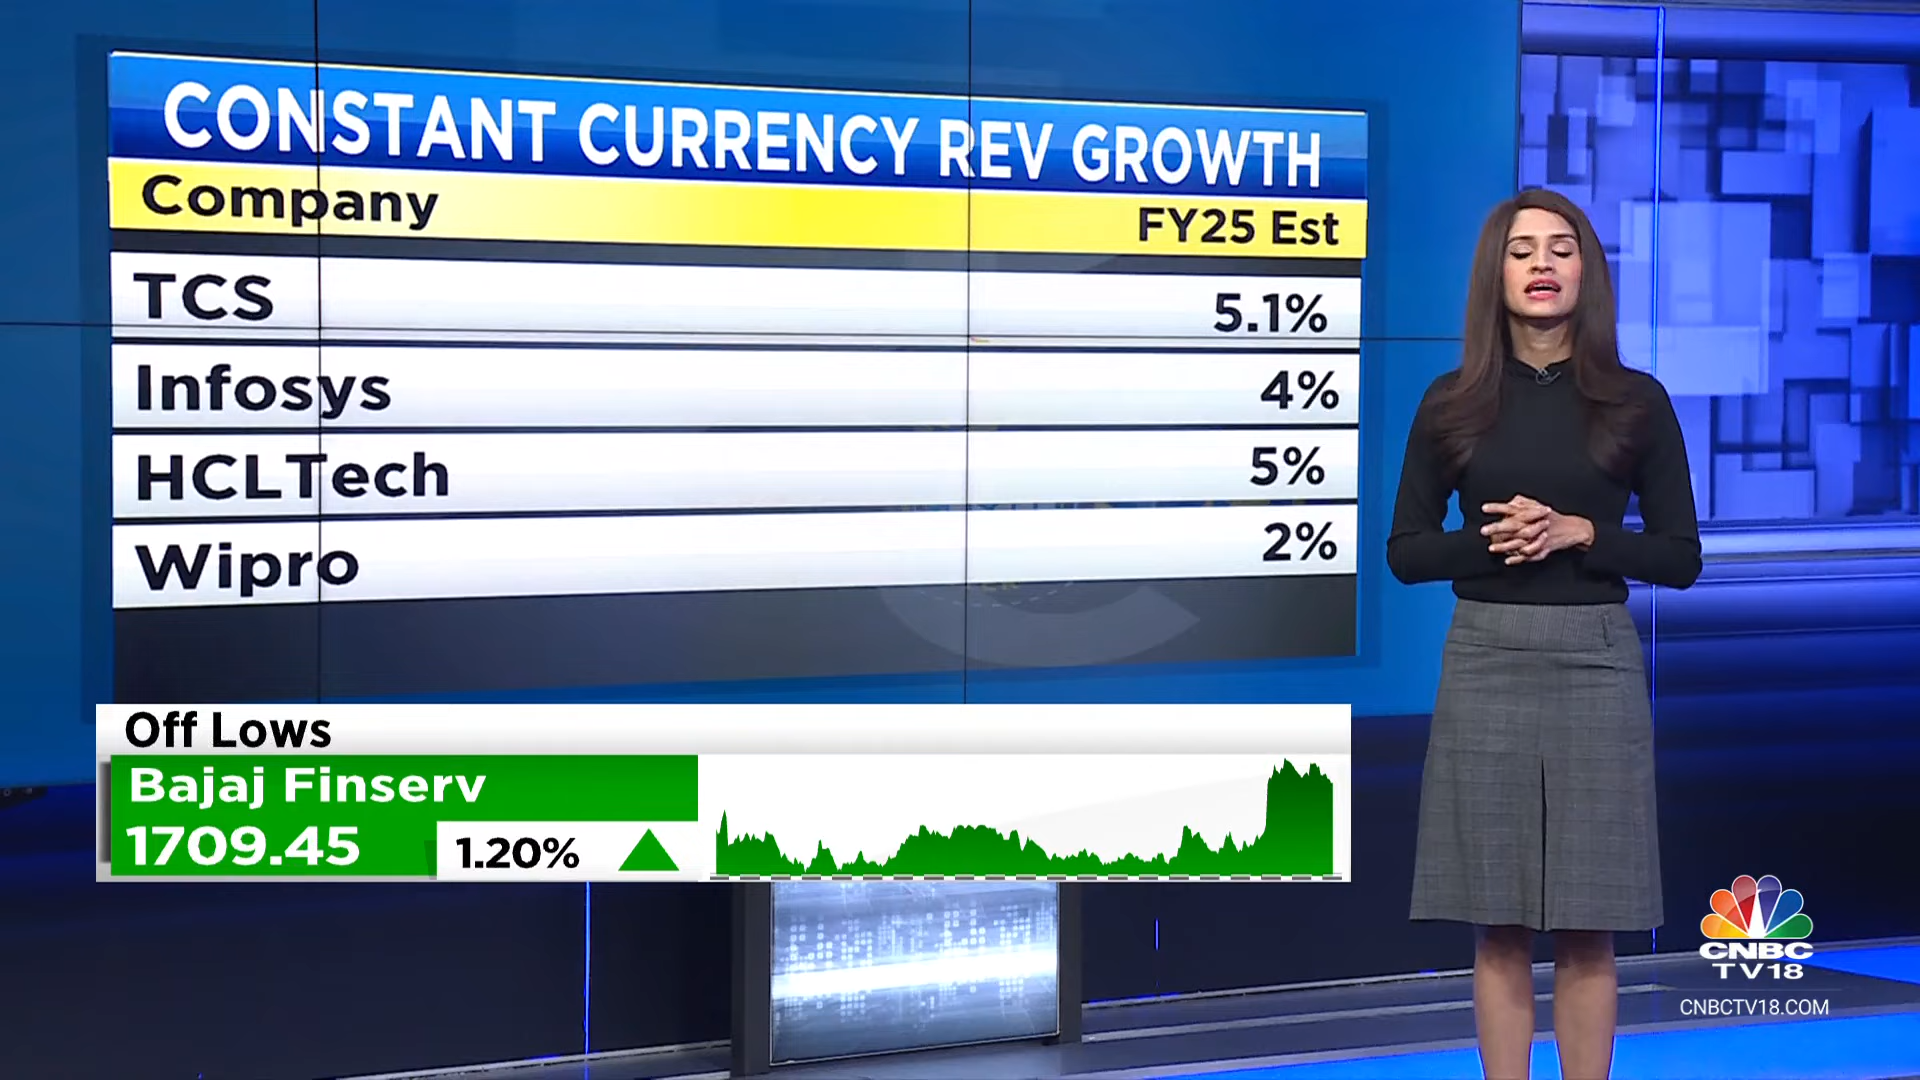 CONSTANT CURRENCY REV GROWTH
Company FY25 Est
TCS 5.1%
Infosys 4%
HCLTech 5%
Wipro 2%
Off Lows
Bajaj Finserv
1709.45 1.20%
CNBC
TV18
CNBCTV18.COM